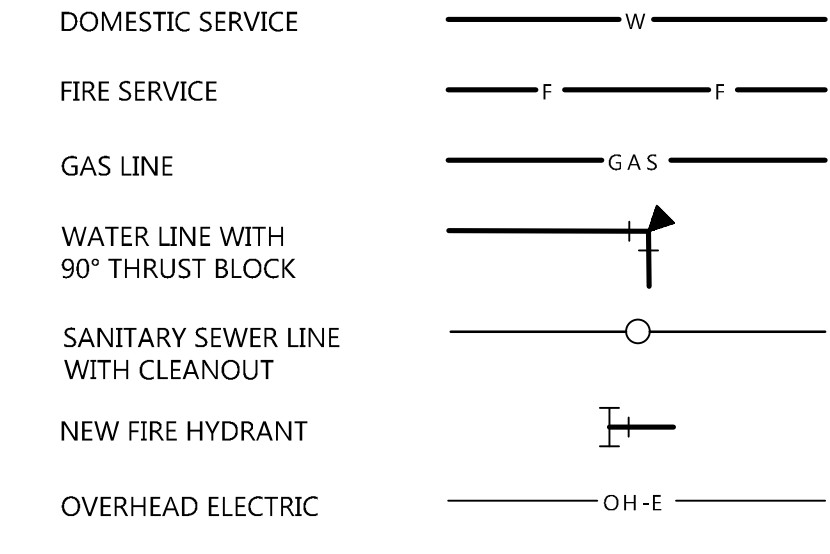 DOMESTIC SERVICE W
FIRE SERVICE F F
GAS LINE GAS
WATER LINE WITH
90° THRUST BLOCK
SANITARY SEWER LINE
WITH CLEANOUT
NEW FIRE HYDRANT
OVERHEAD ELECTRIC OH-E